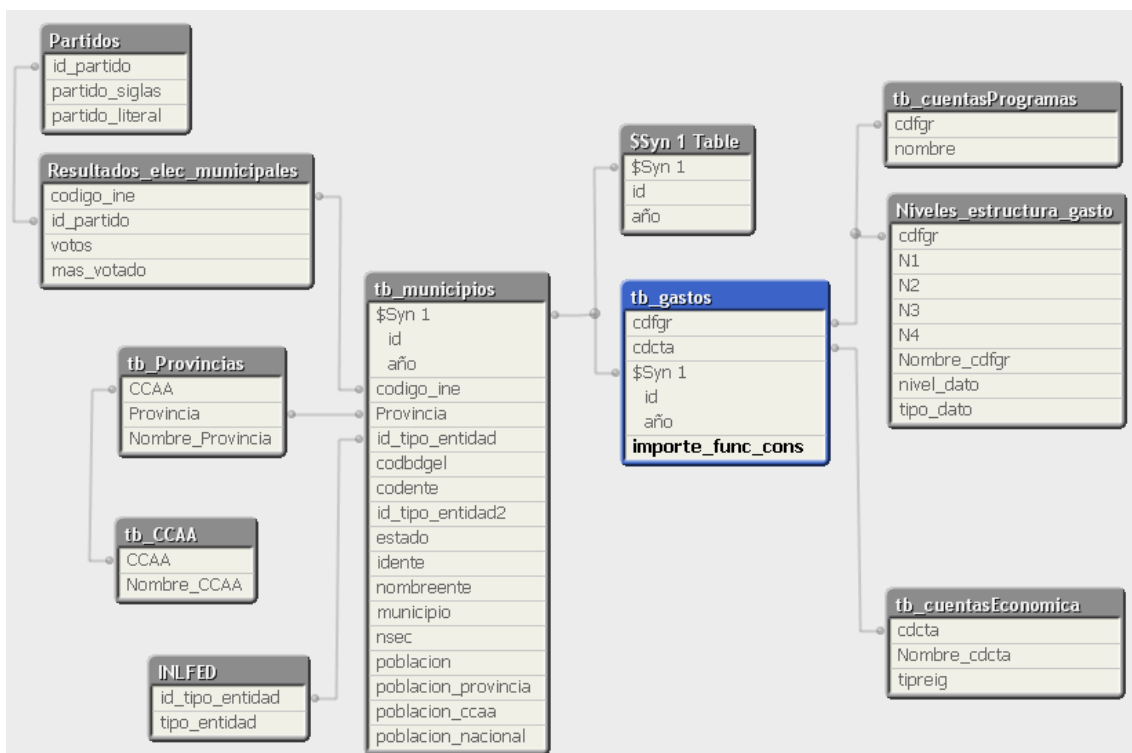 Partidos
id_partido
partido_siglas
partido_literal
Resultados_elec_municipales
codigo_ine
id_partido
votos
mas_votado
tb_Provincias
CCAA
Provincia
Nombre_Provincia
tb_CCAA
CCAA
Nombre_CCAA
INLFED
id_tipo_entidad
tipo_entidad
tb_municipios
$Syn 1
id
año
codigo_ine
Provincia
id_tipo_entidad
codbdgel
codente
id_tipo_entidad2
estado
idente
nombreente
municipio
nsec
poblacion
poblacion_provincia
poblacion_ccaa
poblacion_nacional
$Syn 1 Table
$Syn 1
id
año
tb_gastos
cdfgr
cdcta
$Syn 1
id
año
importe_func_cons
tb_cuentasProgramas
cdfgr
nombre
Niveles_estructura_gasto
cdfgr
N1
N2
N3
N4
Nombre_cdfgr
nivel_dato
tipo_dato
tb_cuentasEconomica
cdcta
Nombre_cdcta
tipreig